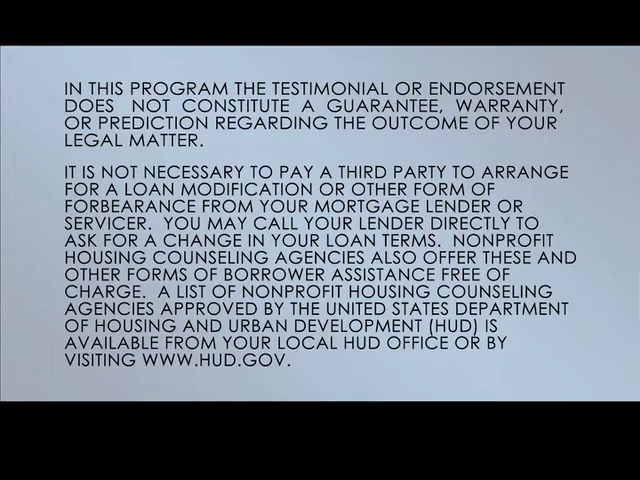 IN THIS PROGRAM THE TESTIMONIAL OR ENDORSEMENT
DOES NOT CONSTITUTE A GUARANTEE, WARRANTY,
OR PREDICTION REGARDING THE OUTCOME OF YOUR
LEGAL MATTER.
IT IS NOT NECESSARY TO PAY A THIRD PARTY TO ARRANGE
FOR A LOAN MODIFICATION OR OTHER FORM OF
FORBEARANCE FROM YOUR MORTGAGE LENDER OR
SERVICER. YOU MAY CALL YOUR LENDER DIRECTLY TO
ASK FOR A CHANGE IN YOUR LOAN TERMS. NONPROFIT
HOUSING COUNSELING AGENCIES ALSO OFFER THESE AND
OTHER FORMS OF BORROWER ASSISTANCE FREE OF
CHARGE. A LIST OF NONPROFIT HOUSING COUNSELING
AGENCIES APPROVED BY THE UNITED STATES DEPARTMENT
OF HOUSING AND URBAN DEVELOPMENT (HUD) IS
AVAILABLE FROM YOUR LOCAL HUD OFFICE OR BY
VISITING WWW.HUD.GOV.